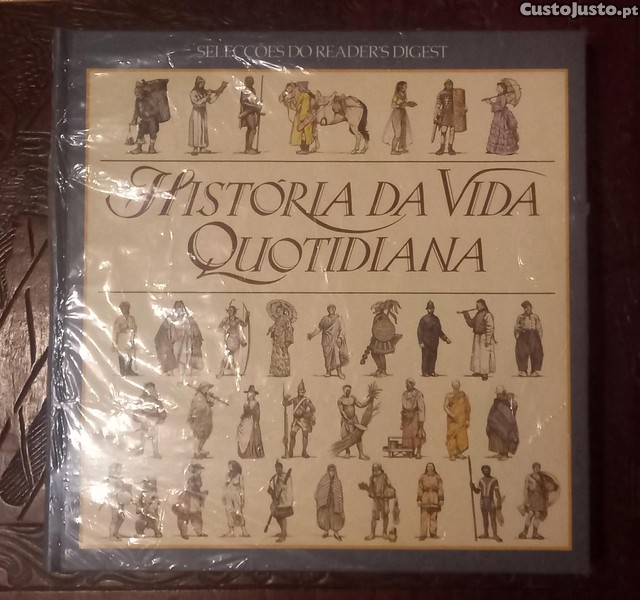 CustoJusto.pt
SELECÇÕES DO READER'S DIGEST
HISTÓRIA DA VIDA
QUOTIDIANA